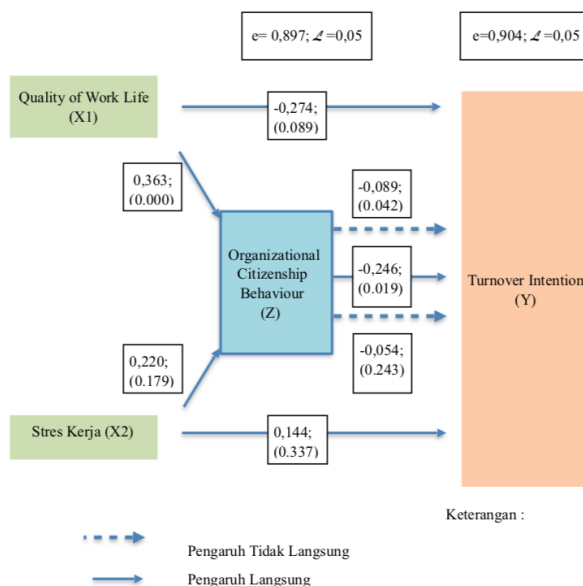 e= 0,897; ℒ =0,05
e=0,904; ℒ =0,05
Quality of Work Life
(X1)
-0,274;
(0.089)
0,363;
(0.000)
-0,089;
(0.042)
Organizational
Citizenship
Behaviour
(Z)
-0,246;
(0.019)
Turnover Intention
(Y)
0,220;
(0.179)
-0,054;
(0.243)
Stres Kerja (X2)
0,144;
(0.337)
Keterangan :
Pengaruh Tidak Langsung
Pengaruh Langsung